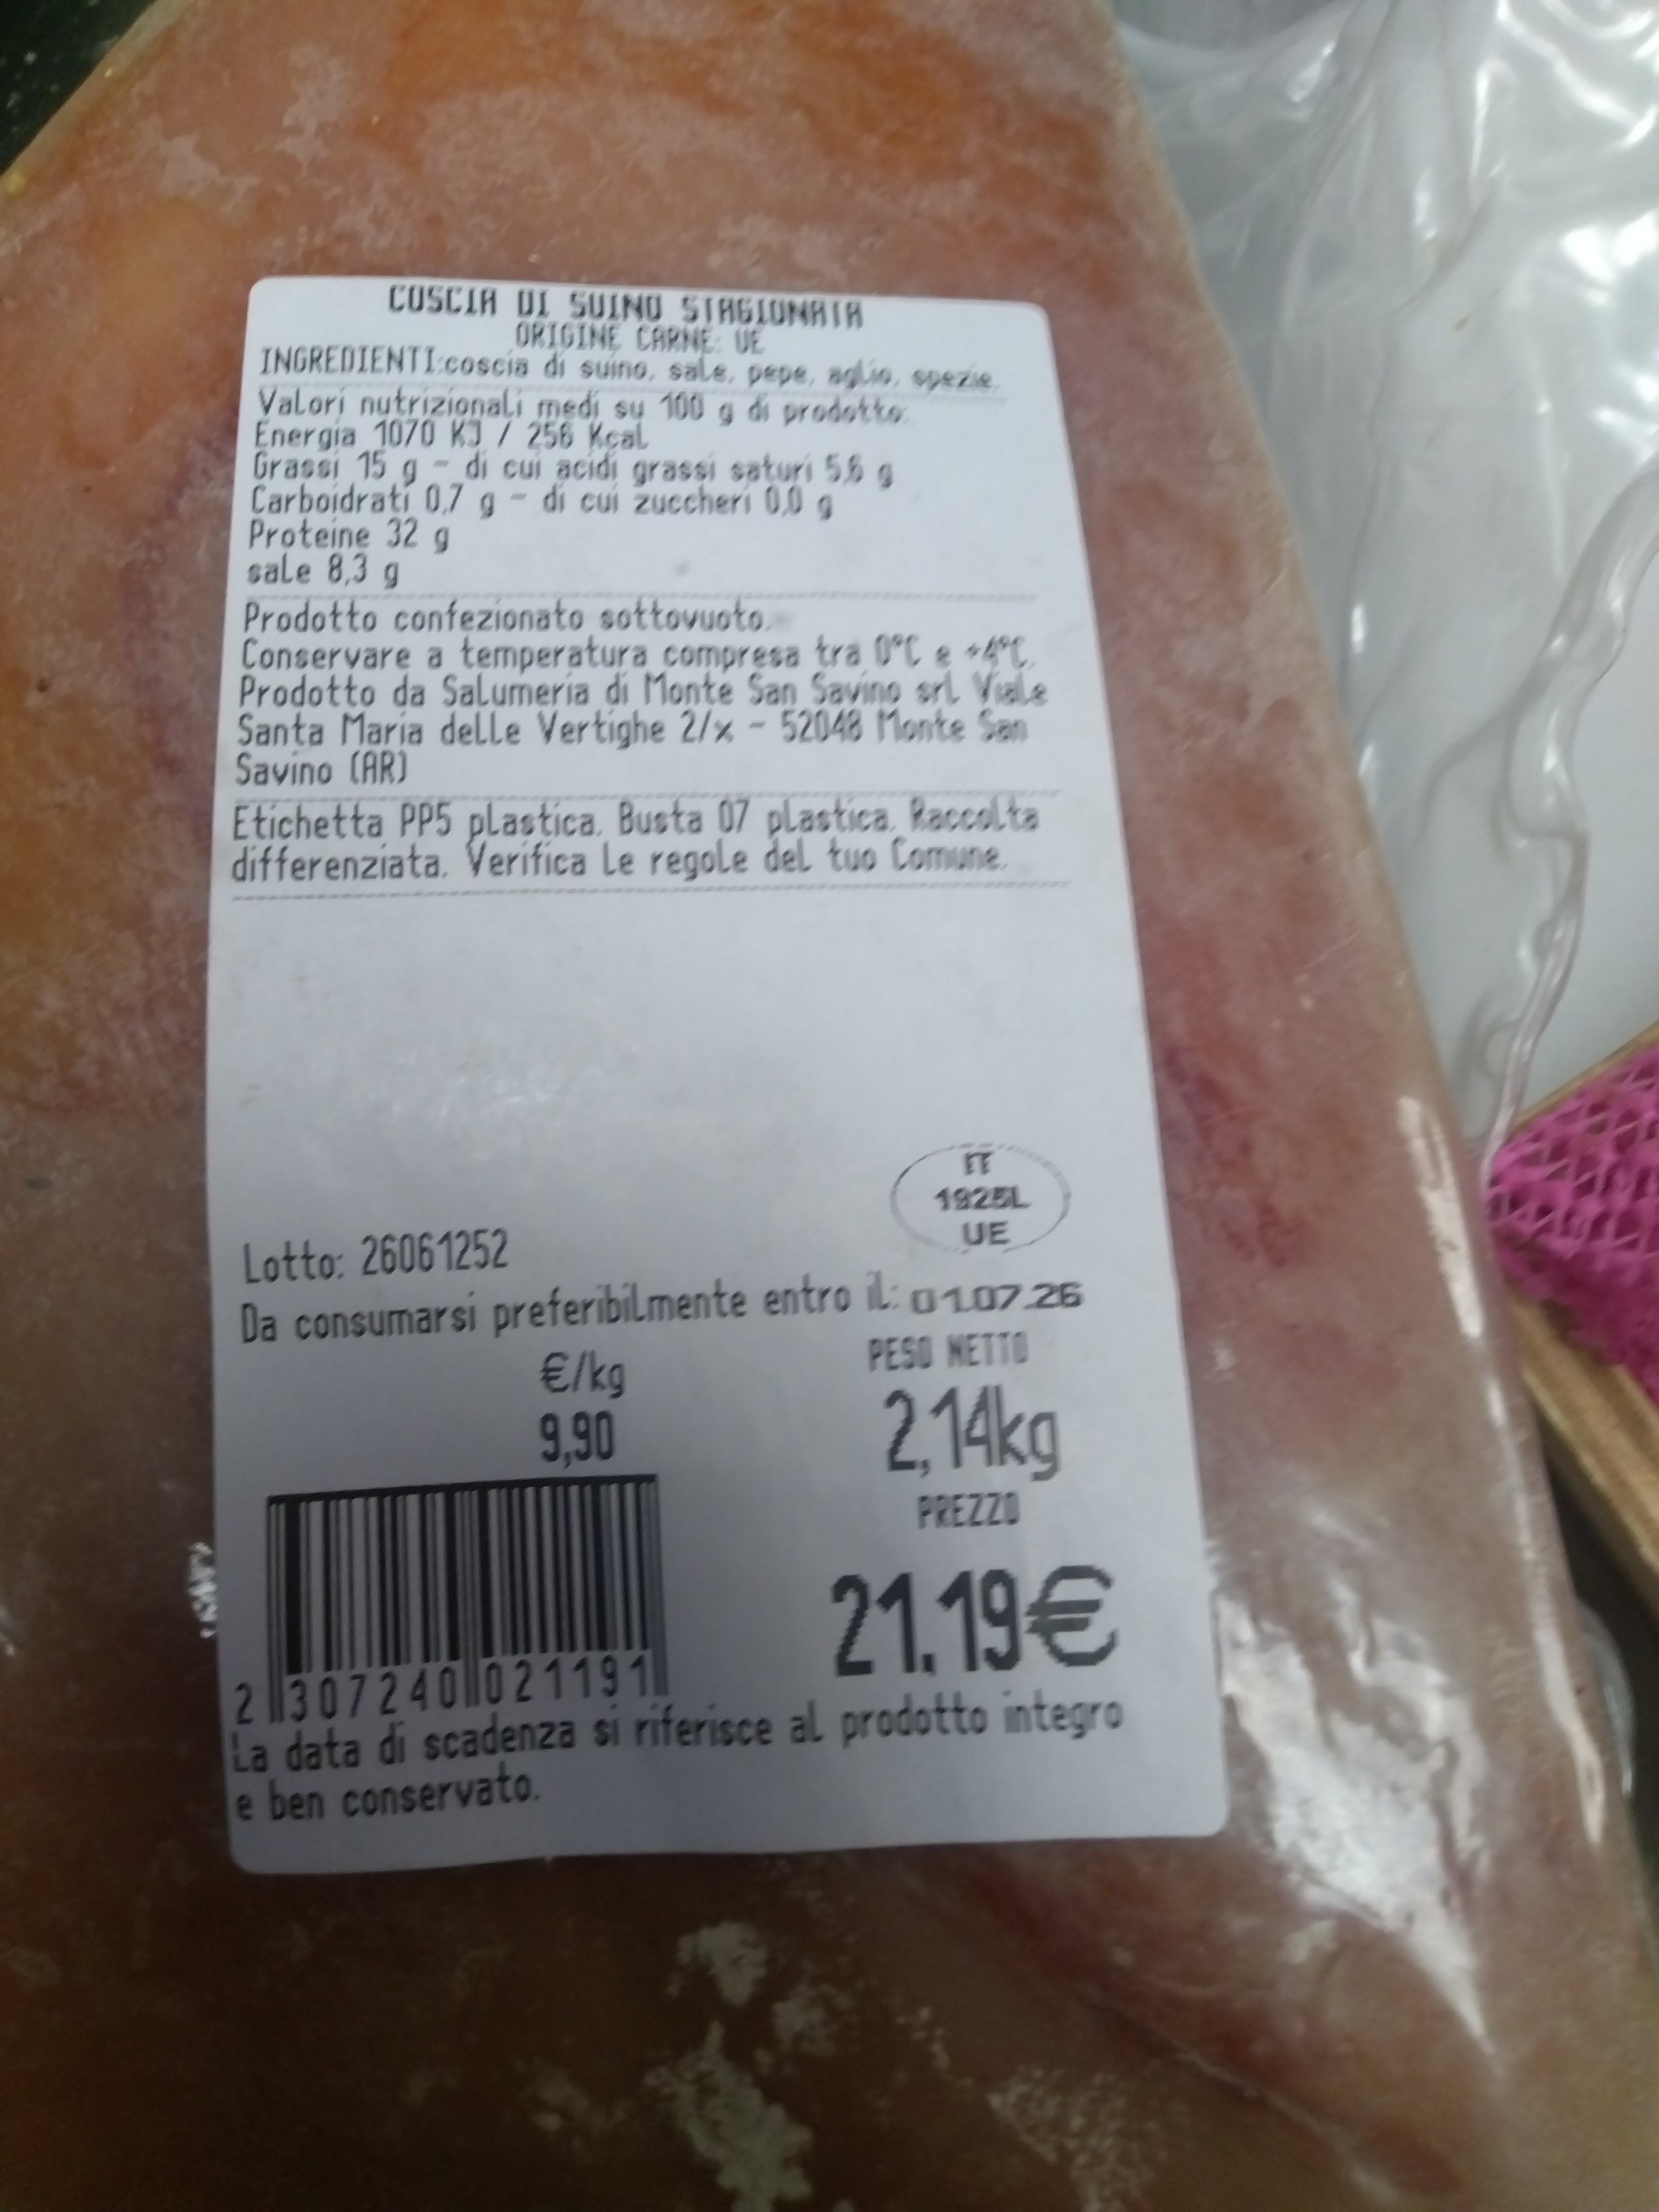 COSCIA DI SUINO STAGIONATA
ORIGINE CARNE: UE
INGREDIENTI:coscia di suino, sale, pepe, aglio, spezie.
Valori nutrizionali medi su 100 g di prodotto:
Energia 1070 KJ / 256 Kcal
Grassi 15 g - di cui acidi grassi saturi 5,6 g
Carboidrati 0,7 g - di cui zuccheri 0,0 g
Proteine 32 g
sale 8,3 g
Prodotto confezionato sottovuoto.
Conservare a temperatura compresa tra 0°C e +4°C.
Prodotto da Salumeria di Monte San Savino srl Viale
Santa Maria delle Vertighe 2/x - 52048 Monte San
Savino (AR)
Etichetta PP5 plastica. Busta 07 plastica. Raccolta
differenziata. Verifica le regole del tuo Comune.
IT
UE
Lotto: 26061252
Da consumarsi preferibilmente entro il: 01.07.26
€/kg
9,90
PESO NETTO
2,14kg
PREZZO
21.19€
2 307240 021191
La data di scadenza si riferisce al prodotto integro
e ben conservato.